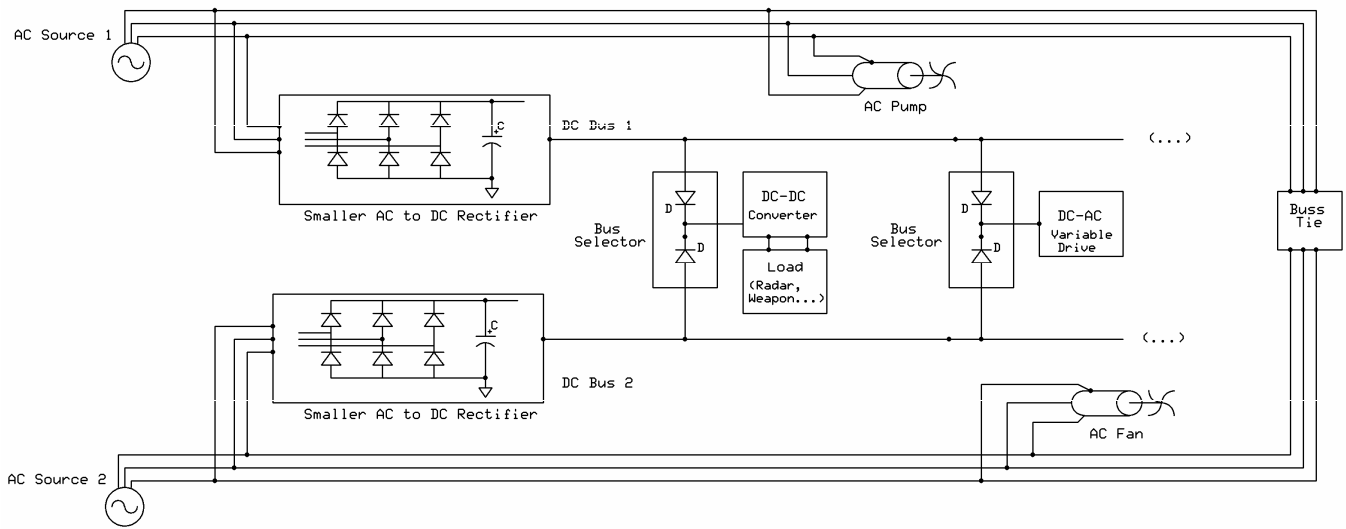 AC Source 1
AC Pump
C
DC Bus 1
(...)
Smaller AC to DC Rectifier
D
DC-DC
Converter
Bus
Selector
D
Load
(Radar,
Weapon...)
D
DC-AC
Variable
Drive
Bus
Selector
D
Buss
Tie
C
(...)
DC Bus 2
Smaller AC to DC Rectifier
AC Fan
AC Source 2